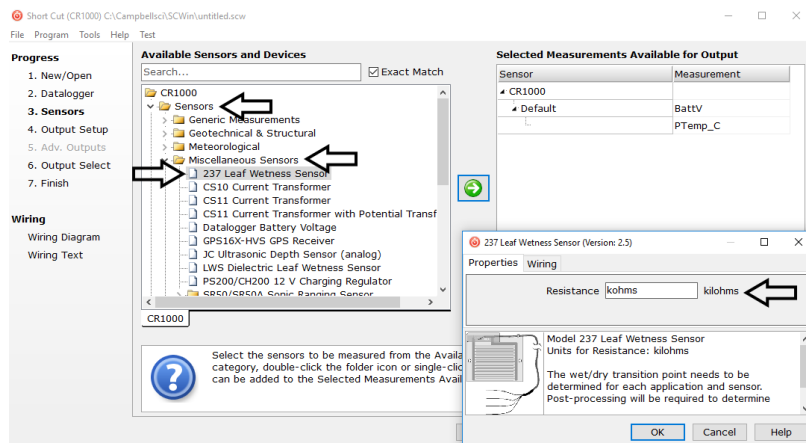 Short Cut (CR1000) C:\Campbellsci\SCWin\untitled.scw
File Program Tools Help Test
Progress
1. New/Open
2. Datalogger
3. Sensors
4. Output Setup
5. Adv. Outputs
6. Output Select
7. Finish
Wiring
Wiring Diagram
Wiring Text
Available Sensors and Devices
Search...
Exact Match
CR1000
Sensors
Generic Measurements
Geotechnical & Structural
Meteorological
Miscellaneous Sensors
237 Leaf Wetness Sensor
CS10 Current Transformer
CS11 Current Transformer
CS11 Current Transformer with Potential Transf
Datalogger Battery Voltage
GPS16X-HVS GPS Receiver
JC Ultrasonic Depth Sensor (analog)
LWS Dielectric Leaf Wetness Sensor
PS200/CH200 12 V Charging Regulator
SR50/SR50A Sonic Ranging Sensor
CR1000
Select the sensors to be measured from the Availa
category, double-click the folder icon or single-clic
can be added to the Selected Measurements Avail
Selected Measurements Available for Output
Sensor Measurement
CR1000
Default BattV
PTemp_C
237 Leaf Wetness Sensor (Version: 2.5)
Properties Wiring
Resistance kohms kilohms
Model 237 Leaf Wetness Sensor
Units for Resistance: kilohms
The wet/dry transition point needs to be
determined for each application and sensor.
Post-processing will be required to determine
OK Cancel Help